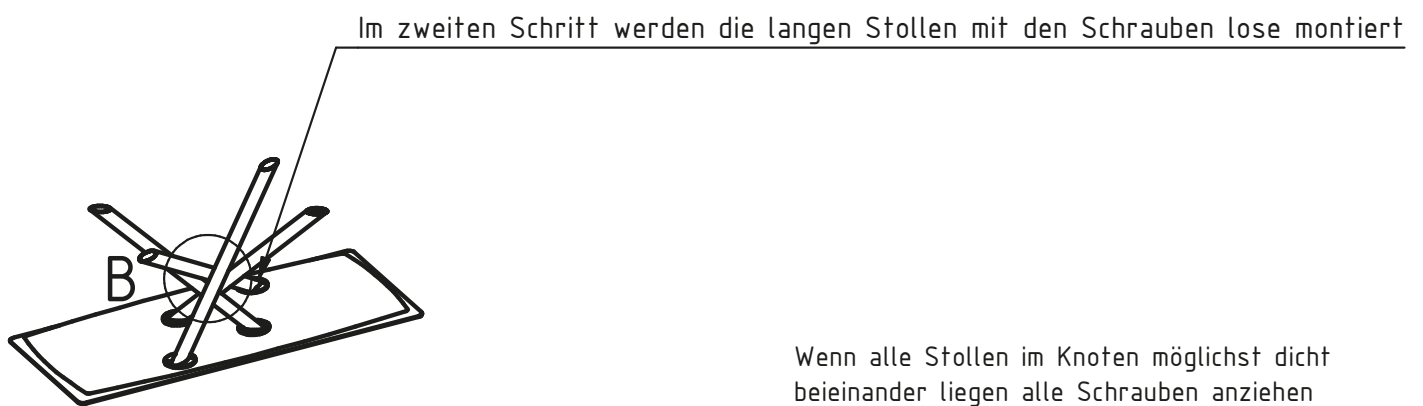 Im zweiten Schritt werden die langen Stollen mit den Schrauben lose montiert
B
Wenn alle Stollen im Knoten möglichst dicht
beieinander liegen alle Schrauben anziehen